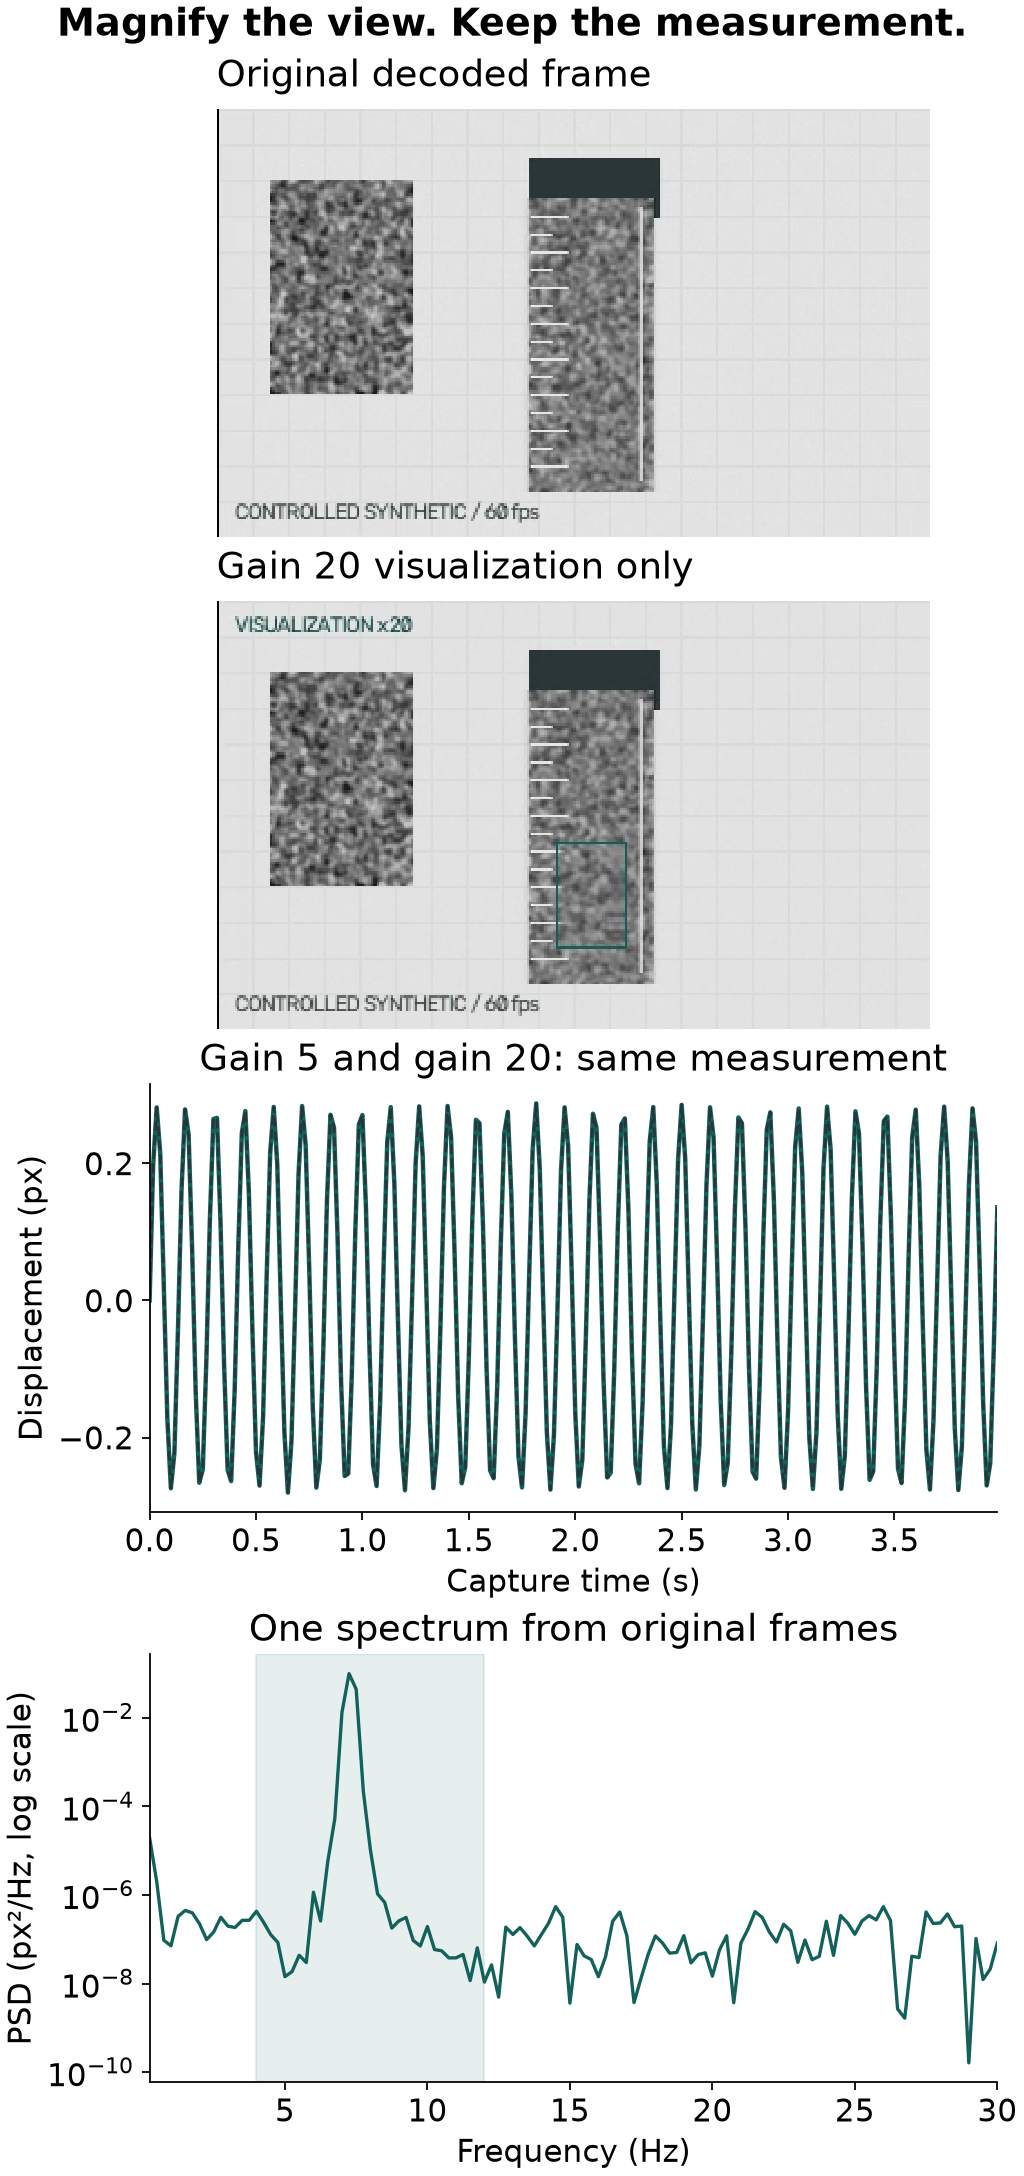 Magnify the view. Keep the measurement.
Original decoded frame
CONTROLLED SYNTHETIC / 60 fps
Gain 20 visualization only
VISUALIZATION x20
CONTROLLED SYNTHETIC / 60 fps
Gain 5 and gain 20: same measurement
Displacement (px)
0.2
0.0
−0.2
0.0 0.5 1.0 1.5 2.0 2.5 3.0 3.5
Capture time (s)
One spectrum from original frames
PSD (px²/Hz, log scale)
10⁻²
10⁻⁴
10⁻⁶
10⁻⁸
10⁻¹⁰
5 10 15 20 25 30
Frequency (Hz)